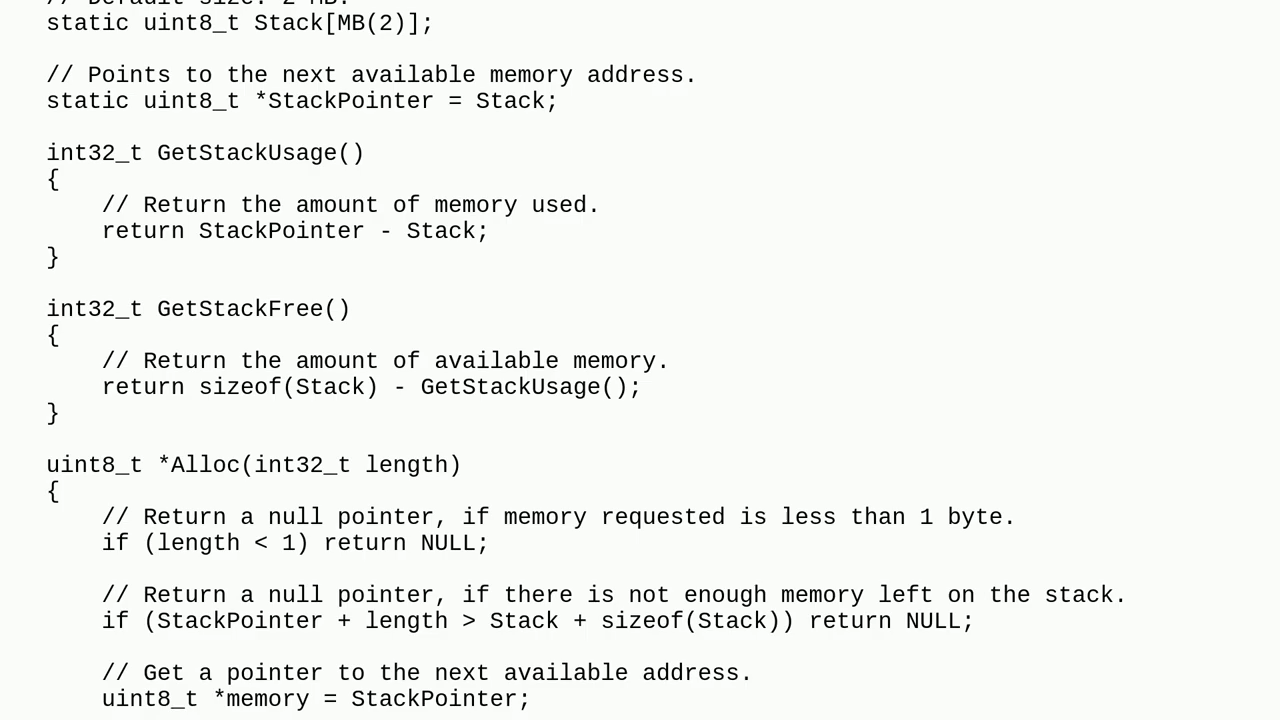 // Default size: 2 MB.
static uint8_t Stack[MB(2)];
// Points to the next available memory address.
static uint8_t *StackPointer = Stack;
int32_t GetStackUsage()
{
// Return the amount of memory used.
return StackPointer - Stack;
}
int32_t GetStackFree()
{
// Return the amount of available memory.
return sizeof(Stack) - GetStackUsage();
}
uint8_t *Alloc(int32_t length)
{
// Return a null pointer, if memory requested is less than 1 byte.
if (length < 1) return NULL;
// Return a null pointer, if there is not enough memory left on the stack.
if (StackPointer + length > Stack + sizeof(Stack)) return NULL;
// Get a pointer to the next available address.
uint8_t *memory = StackPointer;